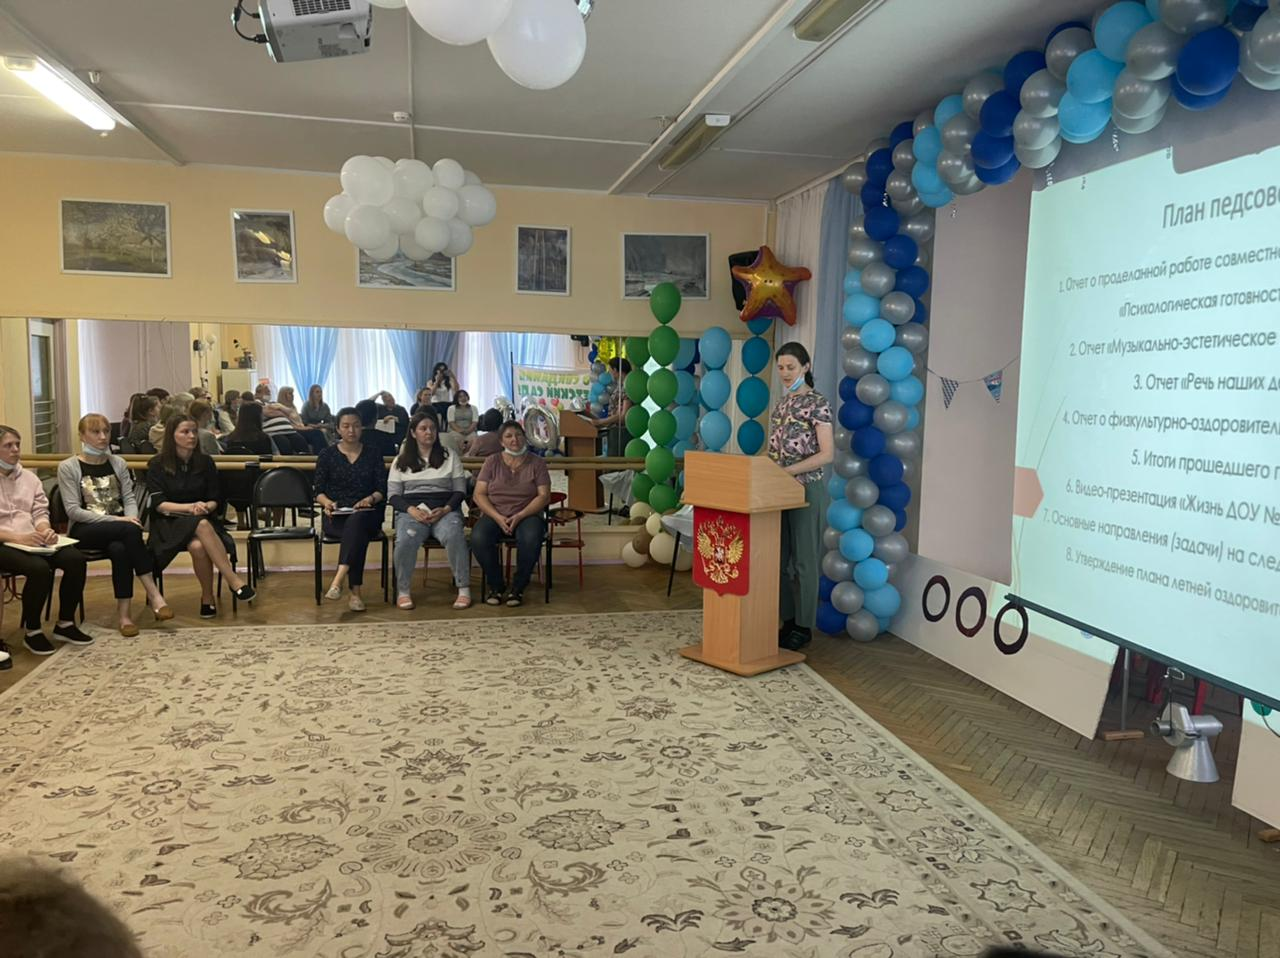 План педсове
1. Отчет о проделанной работе совместно
«Психологическая готовност
2. Отчет «Музыкально-эстетическое
3. Отчет «Речь наших д
4. Отчет о физкультурно-оздоровител
5. Итоги прошедшего г
6. Видео-презентация «Жизнь ДОУ №
7. Основные направления (задачи) на след
8. Утверждение плана летней оздоровит